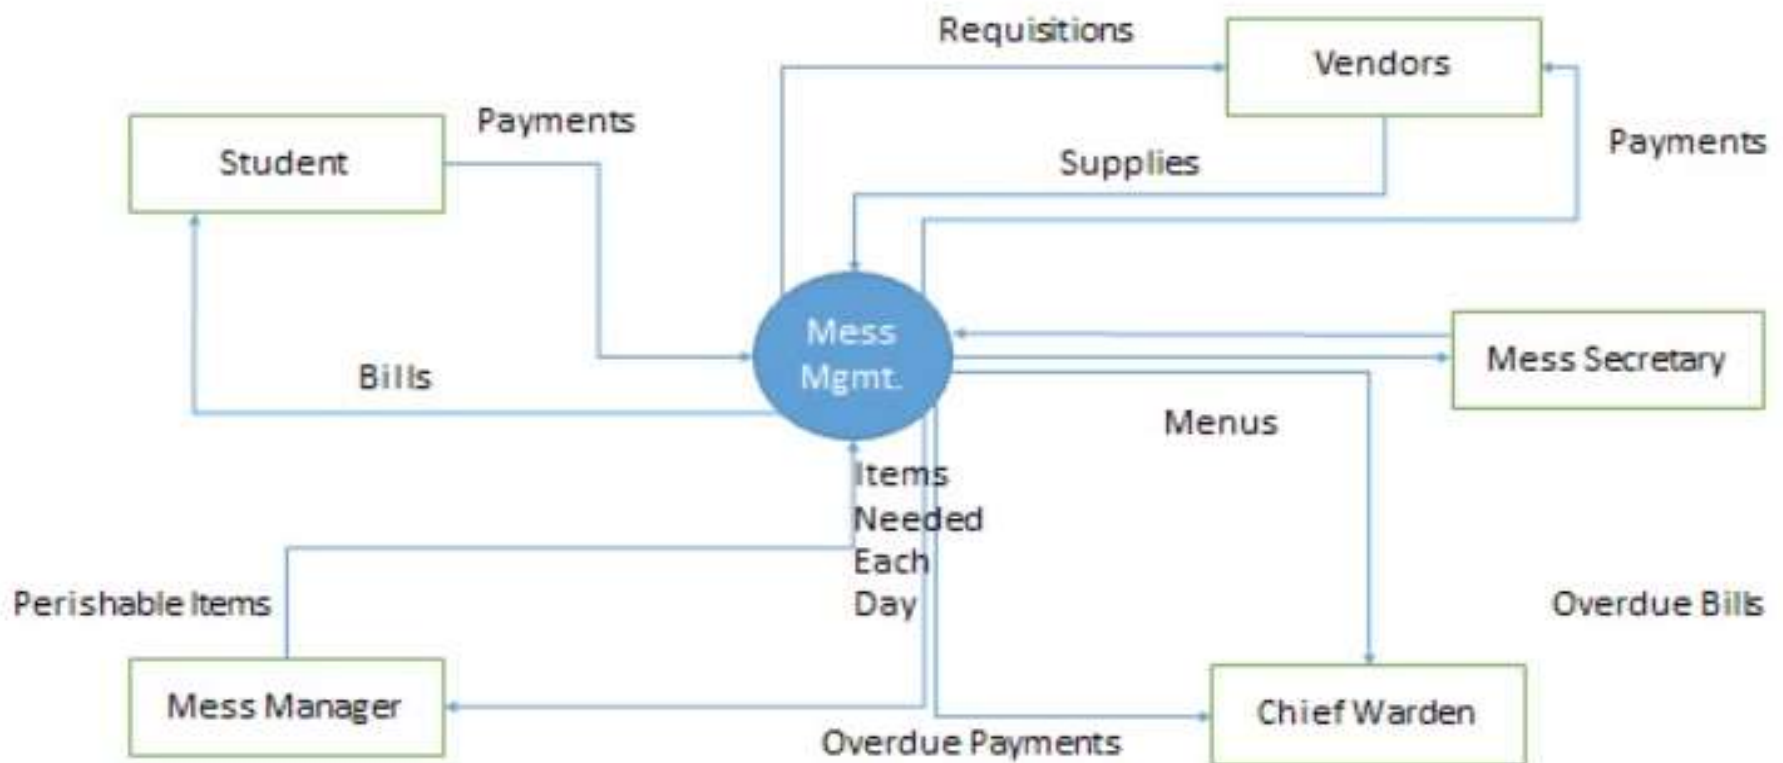 Requisitions
Vendors
Payments
Student
Payments
Supplies
Mess
Mgmt.
Mess Secretary
Bills
Menus
Items
Needed
Each
Day
Perishable Items
Overdue Bills
Mess Manager
Chief Warden
Overdue Payments